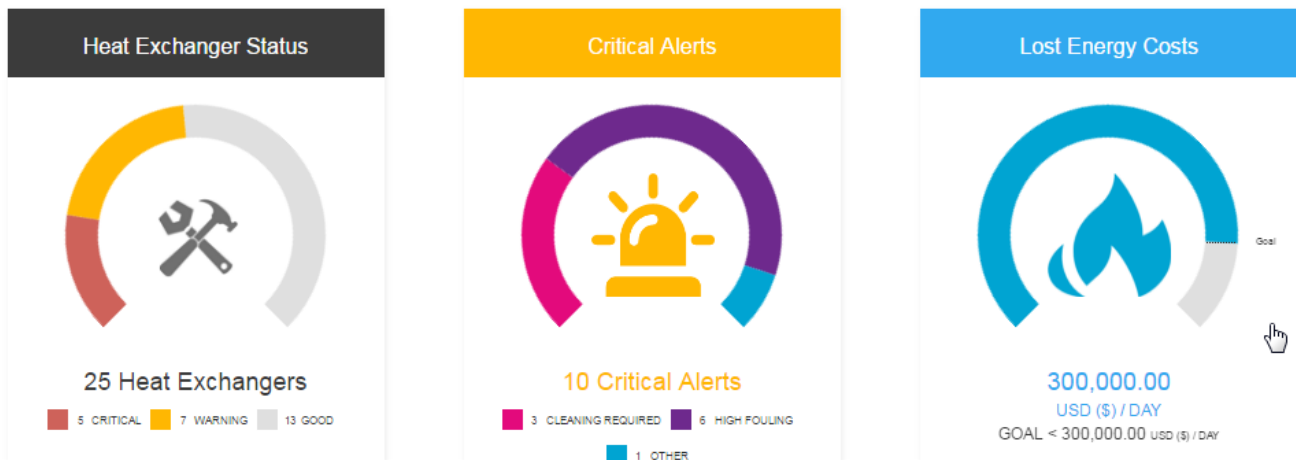 Heat Exchanger Status
25 Heat Exchangers
5 CRITICAL 7 WARNING 13 GOOD
Critical Alerts
10 Critical Alerts
3 CLEANING REQUIRED 6 HIGH FOULING
1 OTHER
Lost Energy Costs
Goal
300,000.00
USD ($) / DAY
GOAL < 300,000.00 USD ($) / DAY